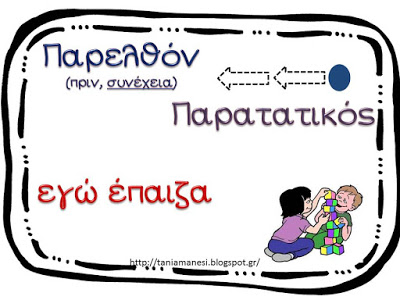 Παρελθόν
(πριν, συνέχεια)
Παρατατικός
εγώ έπαιζα
http://taniamanesi.blogspot.gr/